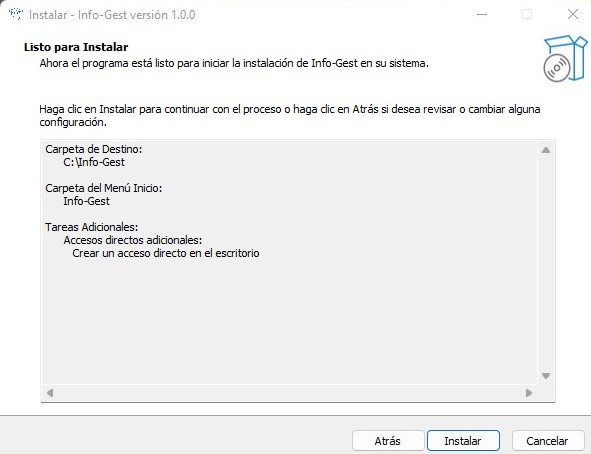 Instalar - Info-Gest versión 1.0.0
Listo para Instalar
Ahora el programa está listo para iniciar la instalación de Info-Gest en su sistema.
Haga clic en Instalar para continuar con el proceso o haga clic en Atrás si desea revisar o cambiar alguna
configuración.
Carpeta de Destino:
C:\Info-Gest
Carpeta del Menú Inicio:
Info-Gest
Tareas Adicionales:
Accesos directos adicionales:
Crear un acceso directo en el escritorio
Atrás
Instalar
Cancelar